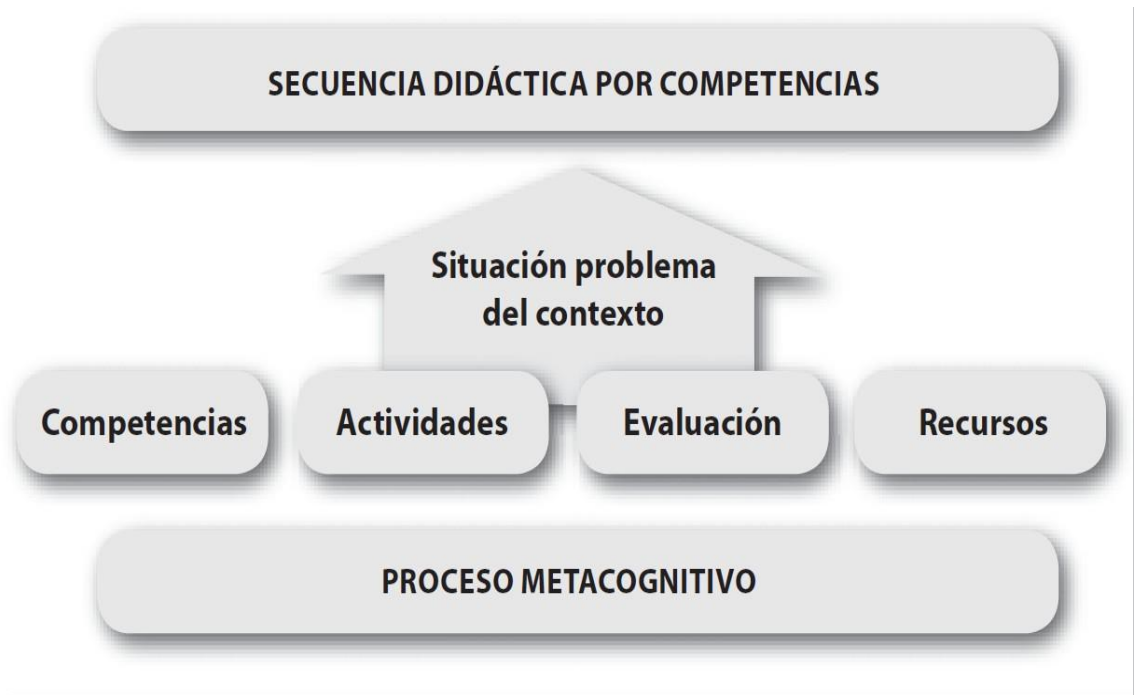 SECUENCIA DIDÁCTICA POR COMPETENCIAS
Situación problema
del contexto
Competencias
Actividades
Evaluación
Recursos
PROCESO METACOGNITIVO